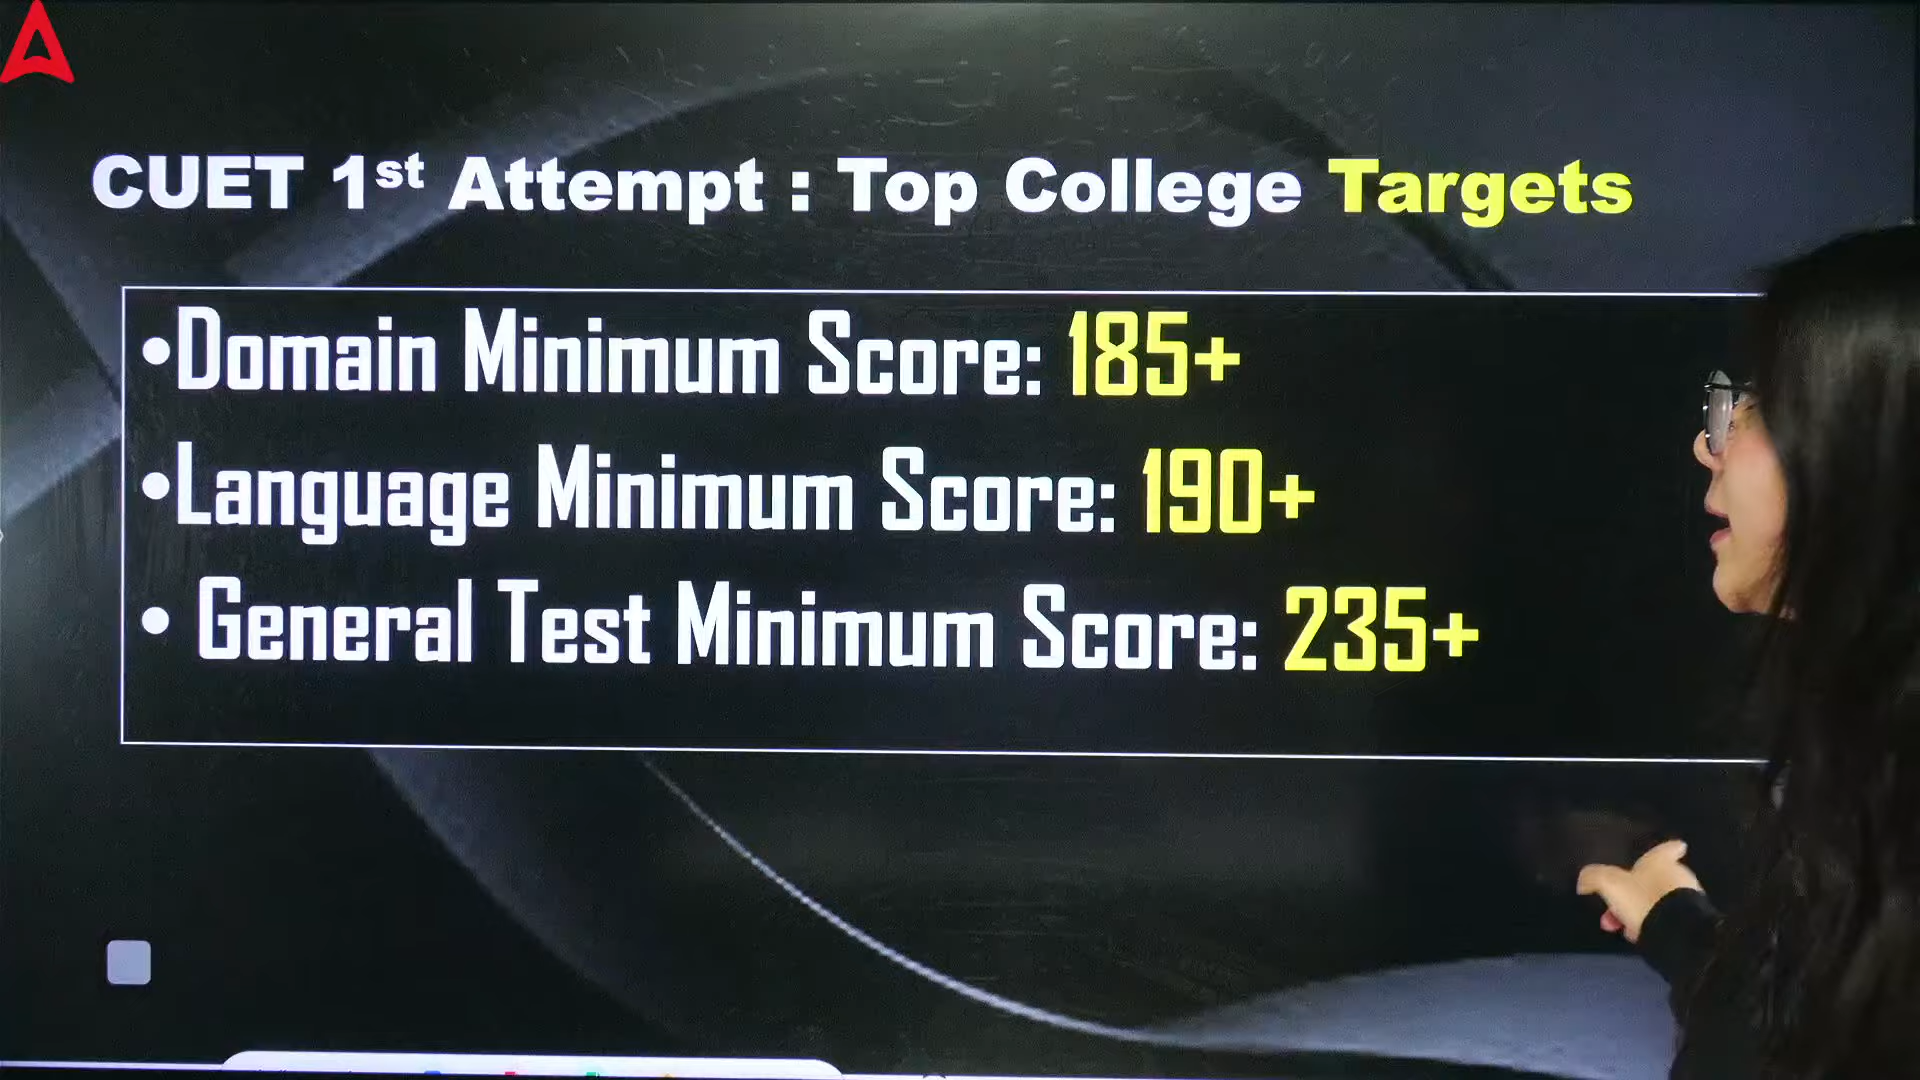 CUET 1st Attempt : Top College Targets
•Domain Minimum Score: 185+
•Language Minimum Score: 190+
• General Test Minimum Score: 235+